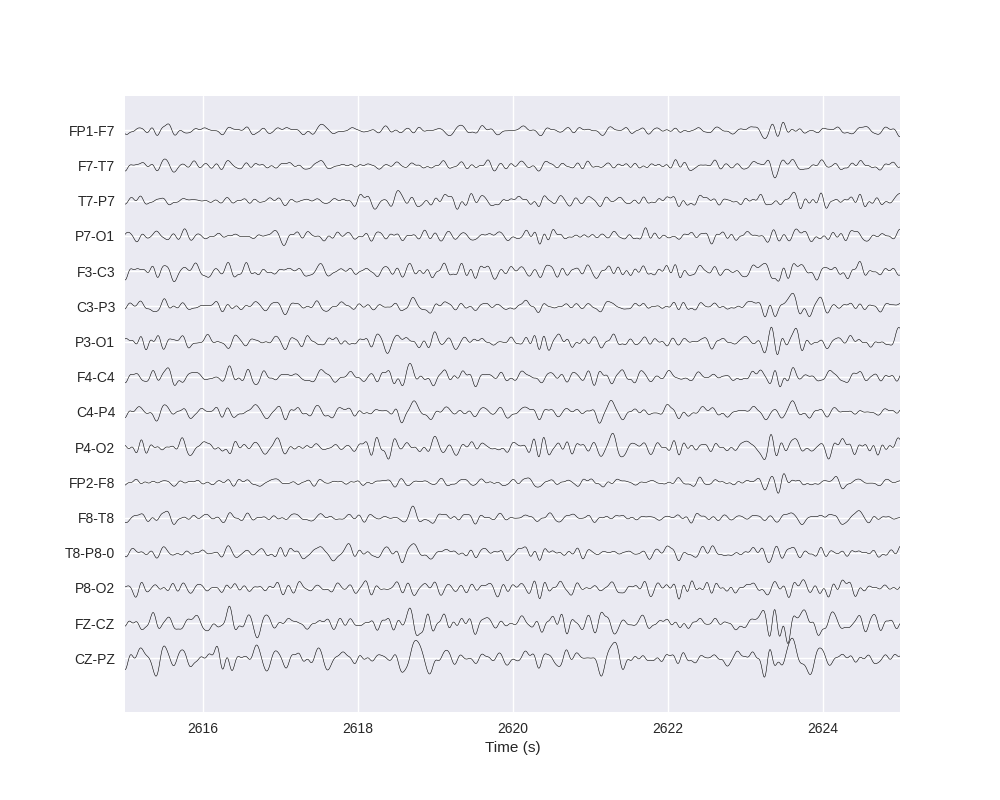 FP1-F7
F7-T7
T7-P7
P7-O1
F3-C3
C3-P3
P3-O1
F4-C4
C4-P4
P4-O2
FP2-F8
F8-T8
T8-P8-0
P8-O2
FZ-CZ
CZ-PZ
2616 2618 2620 2622 2624
Time (s)